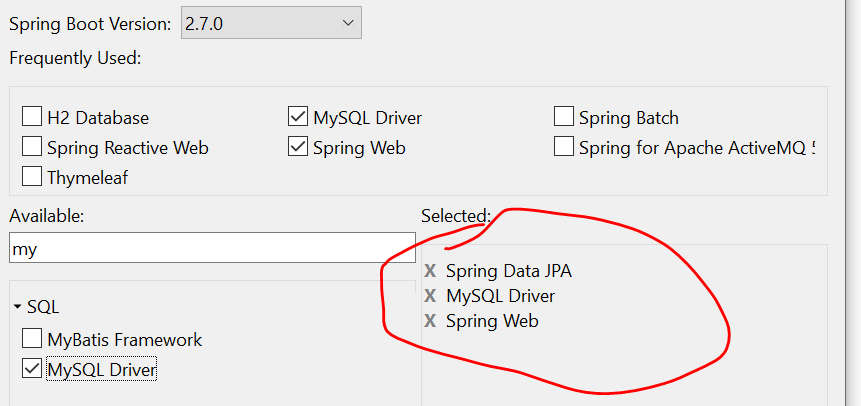 Spring Boot Version: 2.7.0
Frequently Used:
H2 Database MySQL Driver Spring Batch
Spring Reactive Web Spring Web Spring for Apache ActiveMQ 5
Thymeleaf
Available: Selected:
my
X Spring Data JPA
SQL X MySQL Driver
X Spring Web
MyBatis Framework
MySQL Driver